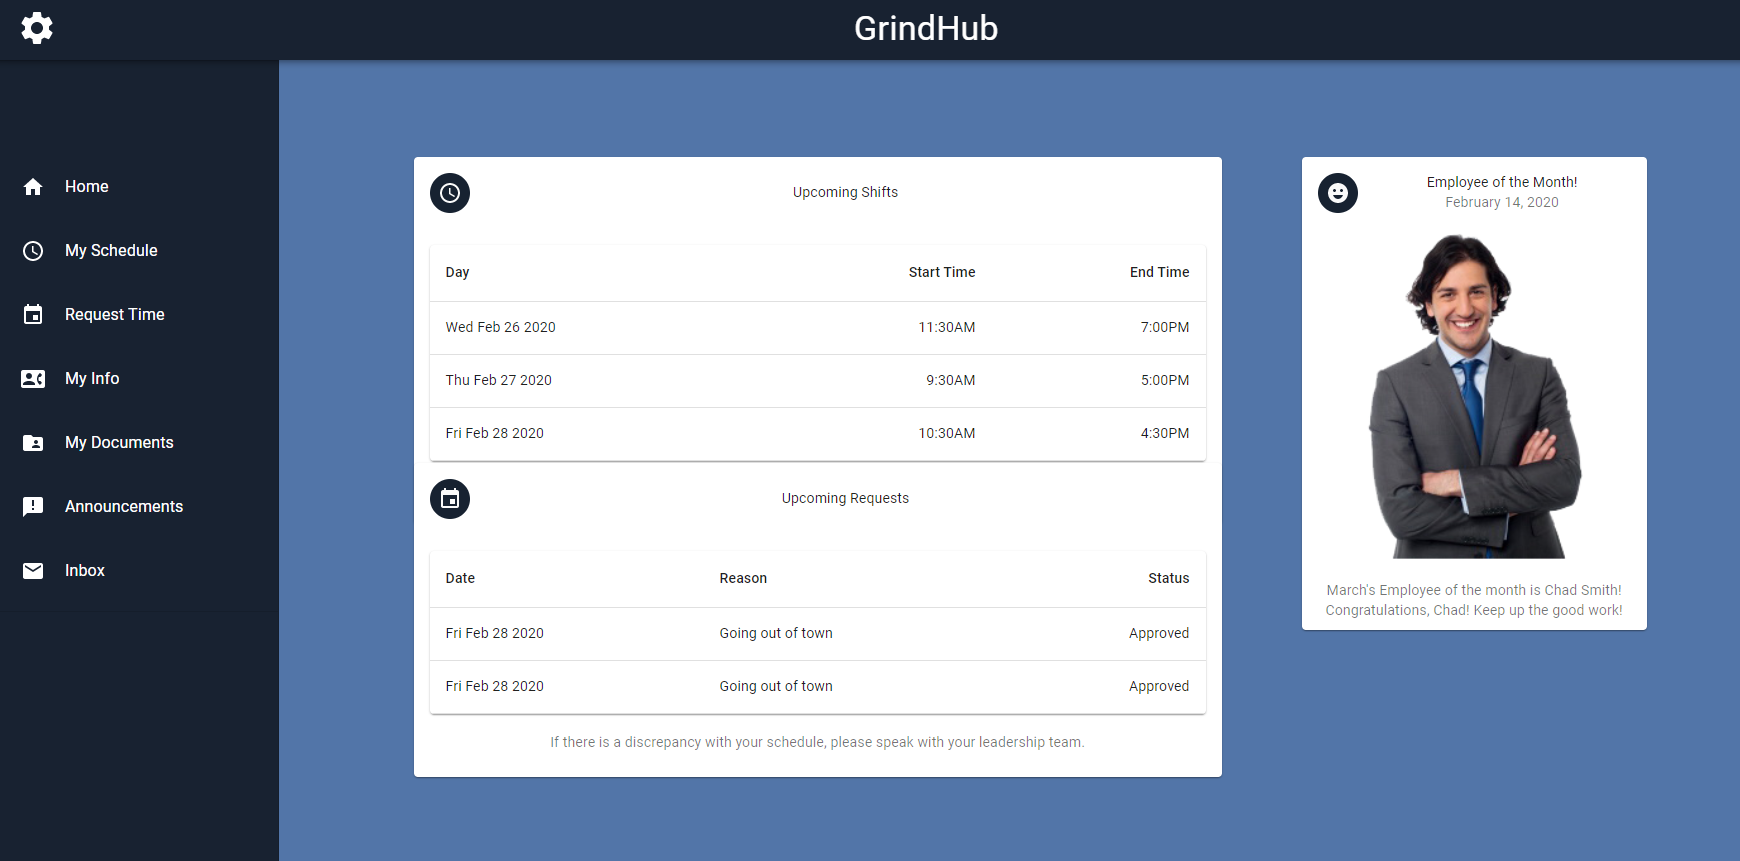 GrindHub
Home
My Schedule
Request Time
My Info
My Documents
Announcements
Inbox
Upcoming Shifts
Day Start Time End Time
Wed Feb 26 2020 11:30AM 7:00PM
Thu Feb 27 2020 9:30AM 5:00PM
Fri Feb 28 2020 10:30AM 4:30PM
Upcoming Requests
Date Reason Status
Fri Feb 28 2020 Going out of town Approved
Fri Feb 28 2020 Going out of town Approved
If there is a discrepancy with your schedule, please speak with your leadership team.
Employee of the Month!
February 14, 2020
March's Employee of the month is Chad Smith!
Congratulations, Chad! Keep up the good work!